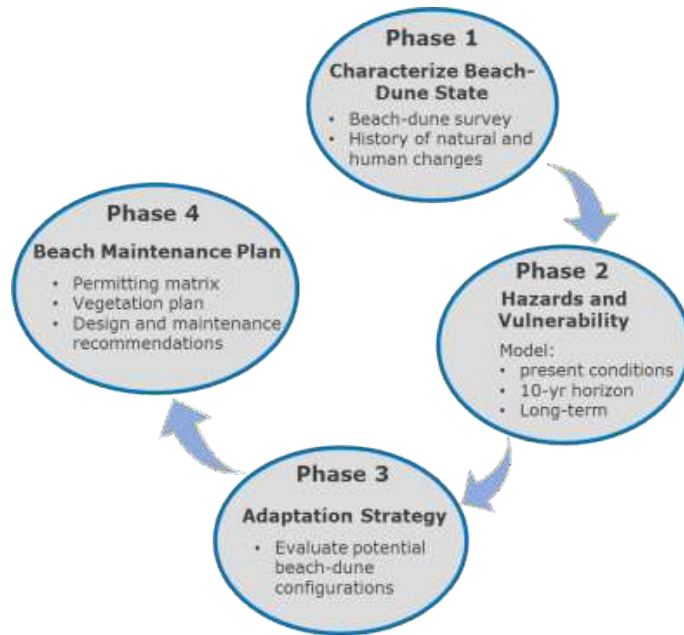 Phase 1
Characterize Beach-
Dune State
• Beach-dune survey
• History of natural and
human changes
Phase 2
Hazards and
Vulnerability
Model:
• present conditions
• 10-yr horizon
• Long-term
Phase 3
Adaptation Strategy
• Evaluate potential
beach-dune
configurations
Phase 4
Beach Maintenance Plan
• Permitting matrix
• Vegetation plan
• Design and maintenance
recommendations